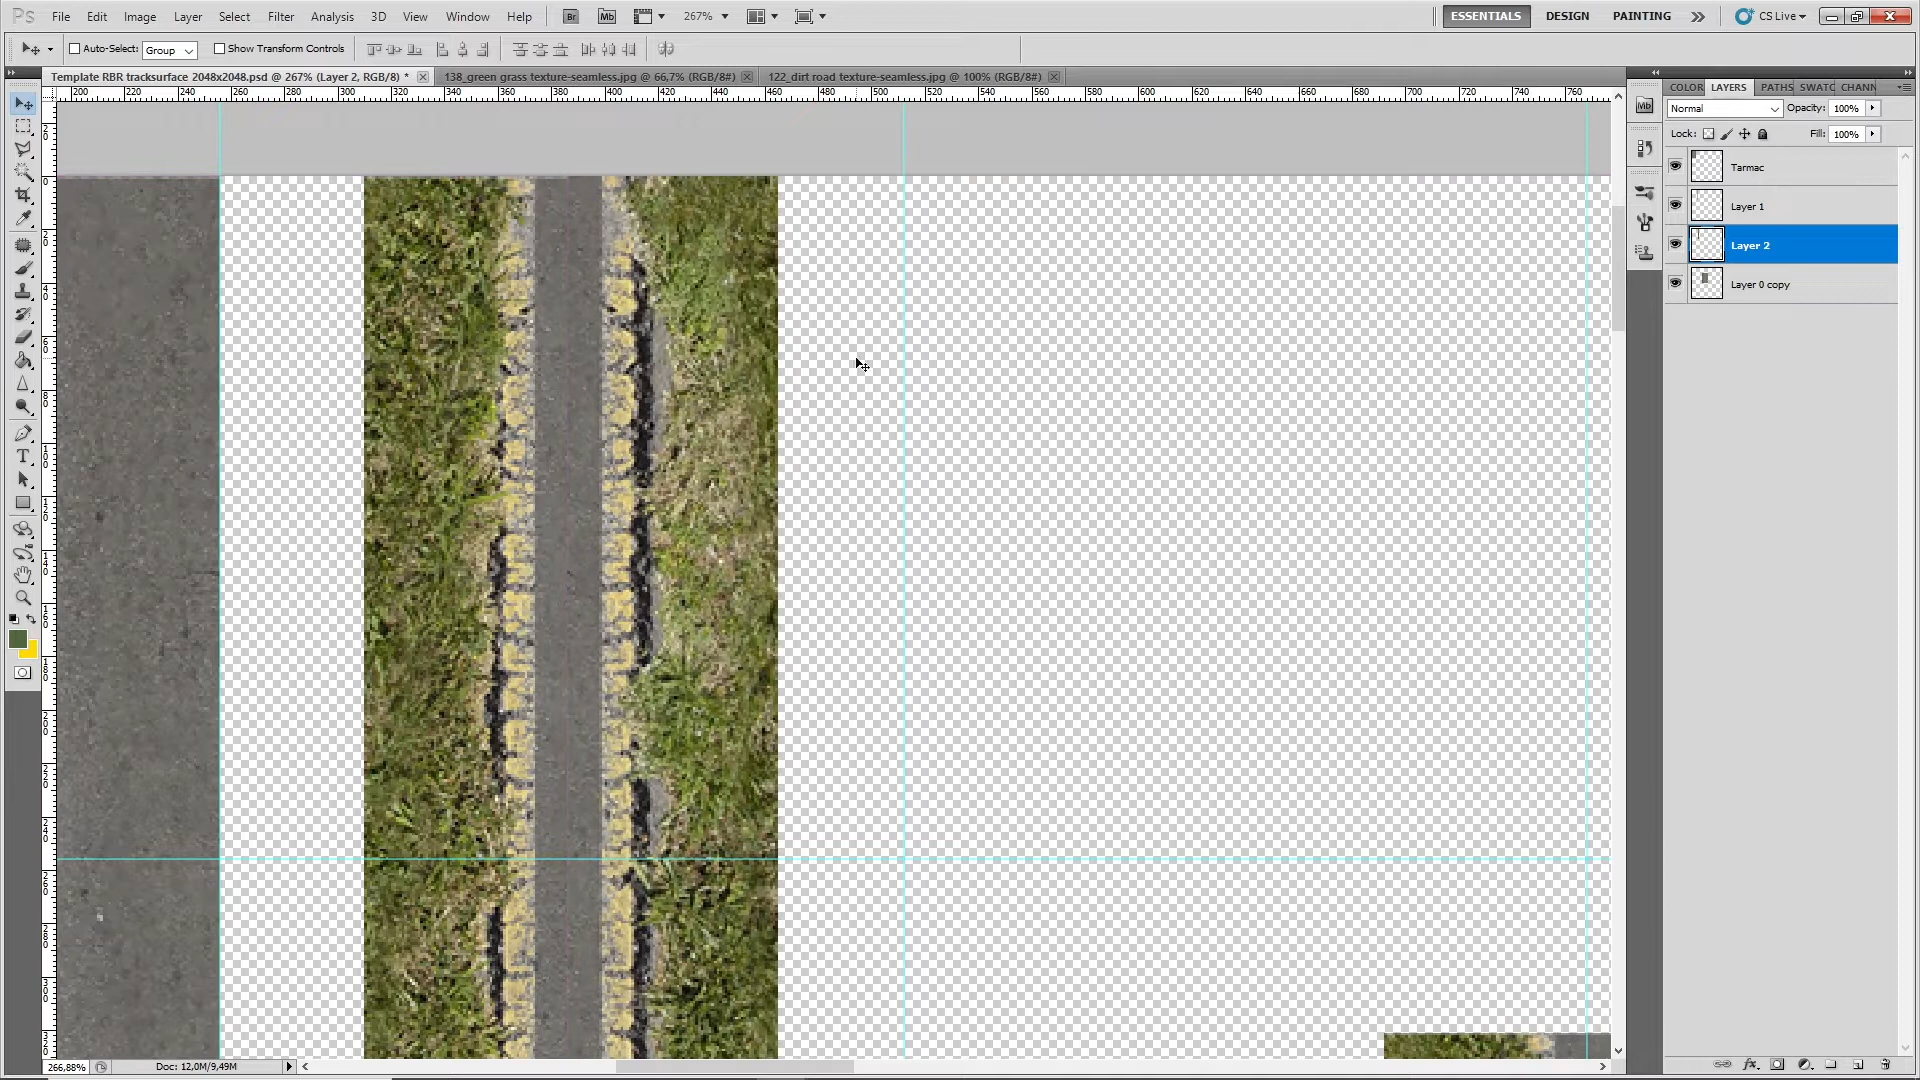 Ps File Edit Image Layer Select Filter Analysis 3D View Window Help Br Mb 267% ESSENTIALS DESIGN PAINTING CS Live
Auto-Select: Group Show Transform Controls
Template RBR tracksurface 2048x2048.psd @ 267% (Layer 2, RGB/8) * 138_green grass texture-seamless.jpg @ 66,7% (RGB/8#) 122_dirt road texture-seamless.jpg @ 100% (RGB/8#)
200 220 240 260 280 300 320 340 360 380 400 420 440 460 480 500 520 540 560 580 600 620 640 660 680 700 720 740 760
COLOR LAYERS PATHS SWATC CHANN
Normal Opacity: 100%
Lock: Fill: 100%
Mb
Tarmac
Layer 1
Layer 2
Layer 0 copy
T
266,88% Doc: 12,0M/9,49M
fx